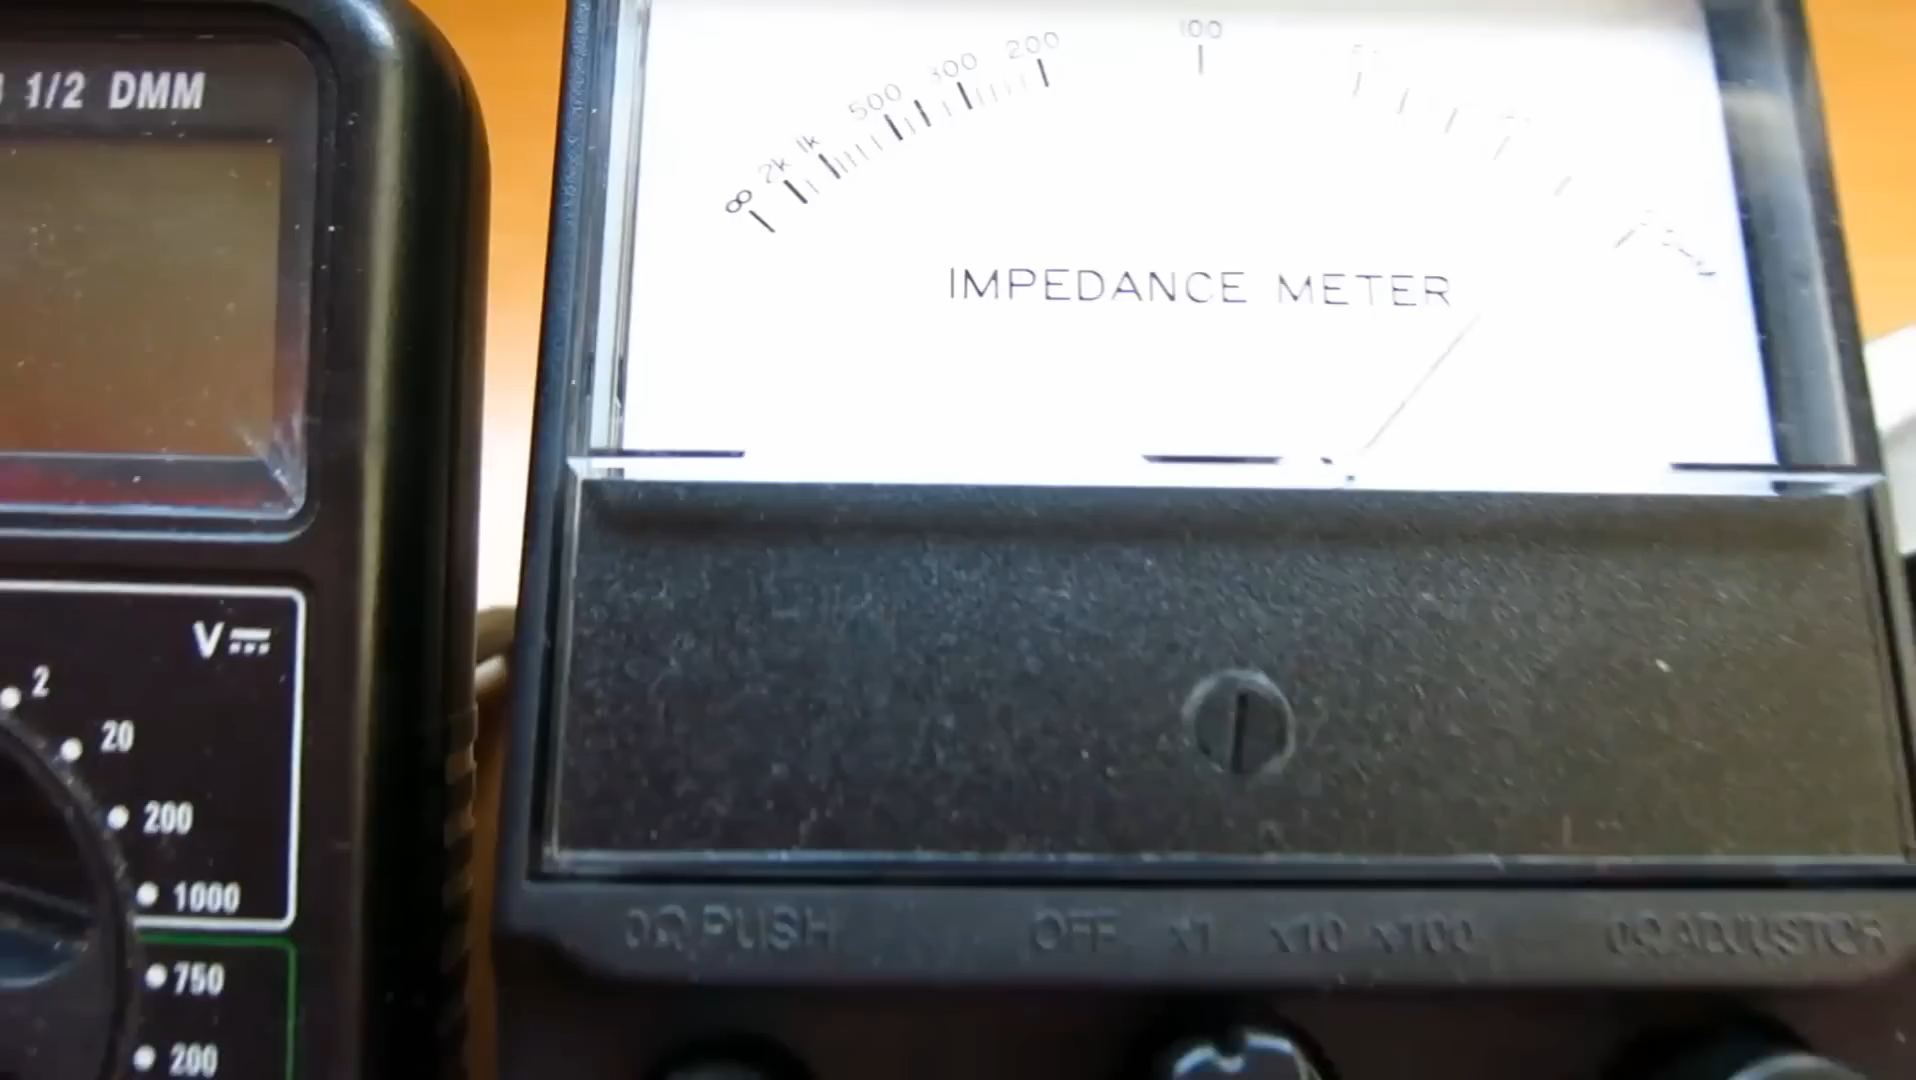 1/2 DMM
V
2
20
200
1000
750
200
∞ 2k 1k 500 300 200 100
IMPEDANCE METER
0Ω PUSH
OFF x1 x10 x100
0Ω ADJUSTOR